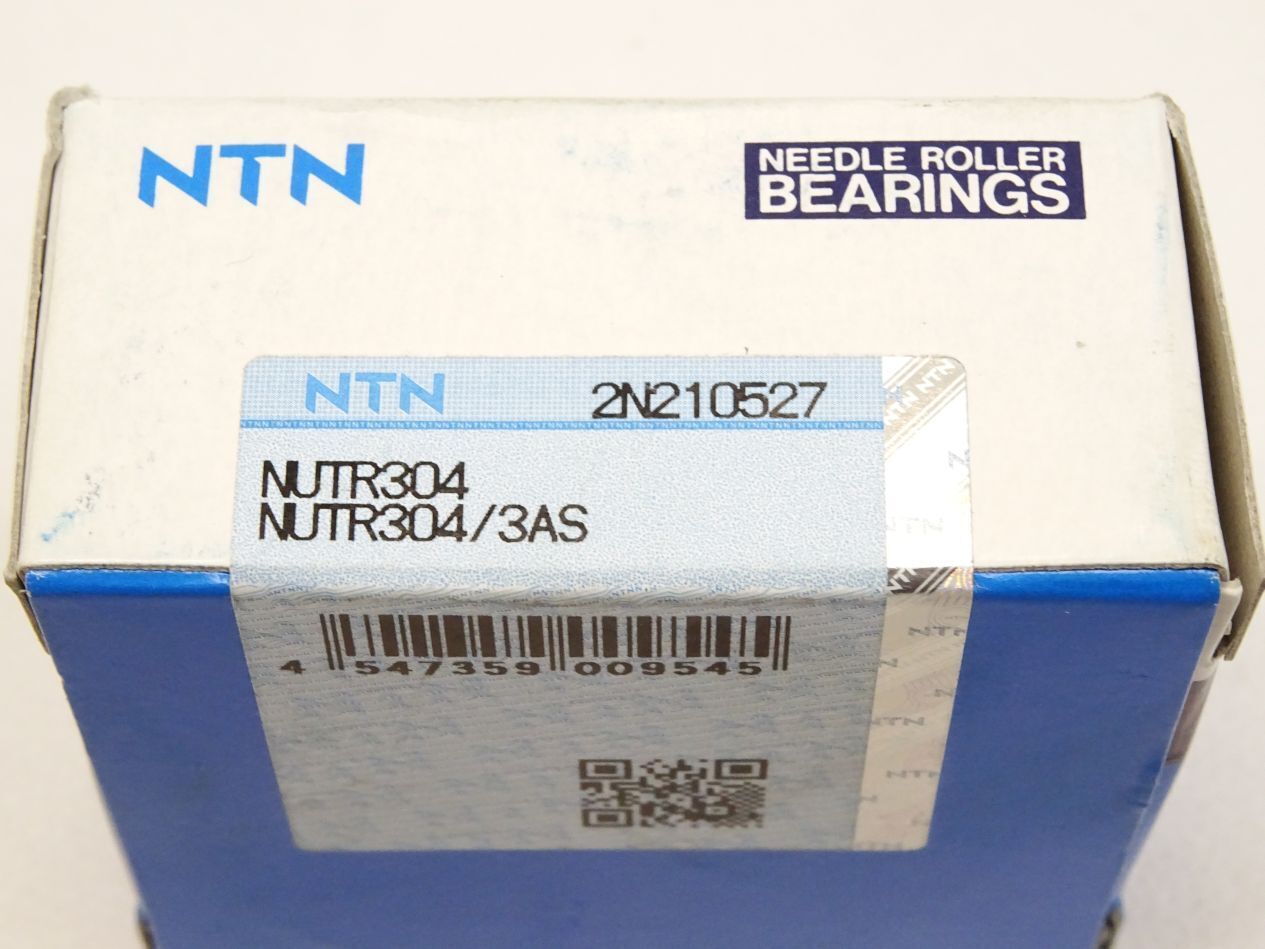 NTN
NEEDLE ROLLER
BEARINGS
NTN 2N210527
NUTR304
NUTR304/3AS
4 547359 009545